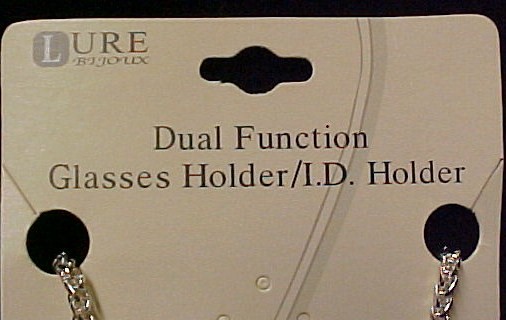 LURE
BIJOUX
Dual Function
Glasses Holder/I.D. Holder